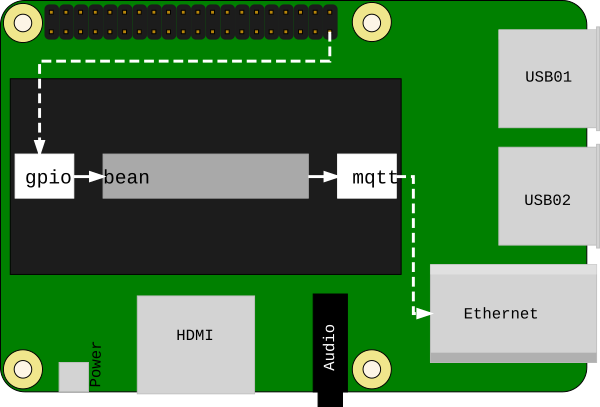 USB01
gpio
bean
mqtt
USB02
Ethernet
HDMI
Audio
Power